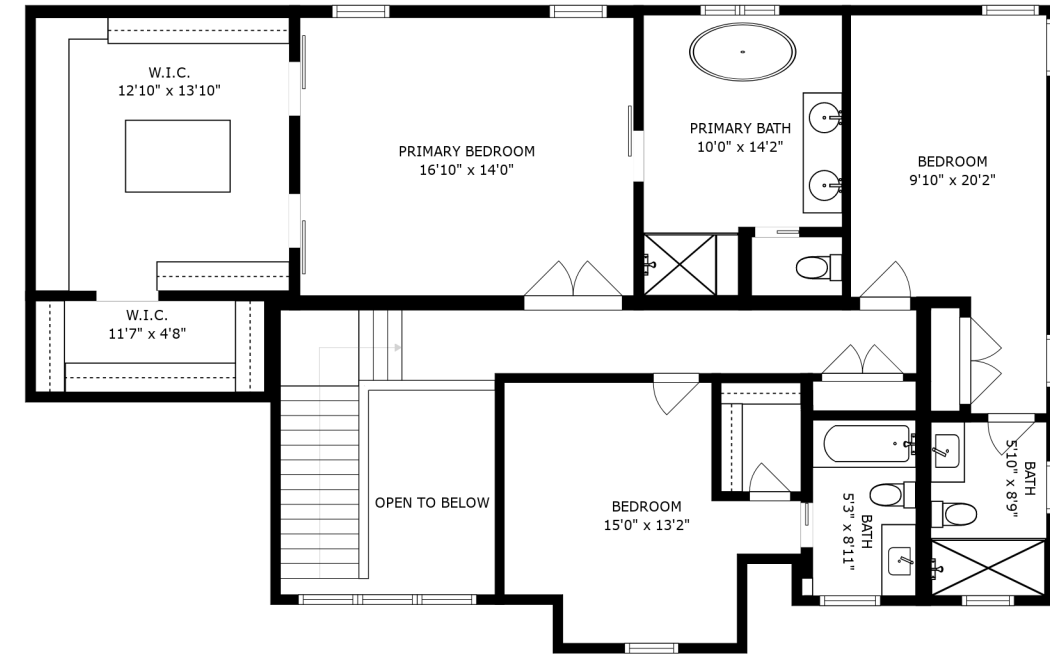 W.I.C.
12'10" x 13'10"
PRIMARY BEDROOM
16'10" x 14'0"
PRIMARY BATH
10'0" x 14'2"
BEDROOM
9'10" x 20'2"
W.I.C.
11'7" x 4'8"
OPEN TO BELOW
BEDROOM
15'0" x 13'2"
BATH
5'3" x 8'11"
BATH
5'10" x 8'9"